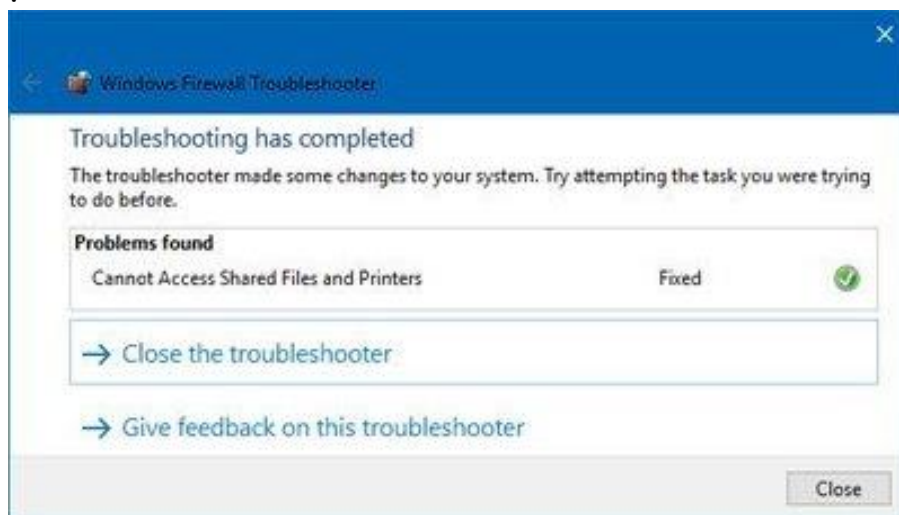 Windows Firewall Troubleshooter
Troubleshooting has completed
The troubleshooter made some changes to your system. Try attempting the task you were trying
to do before.
Problems found
Cannot Access Shared Files and Printers Fixed
Close the troubleshooter
Give feedback on this troubleshooter
Close